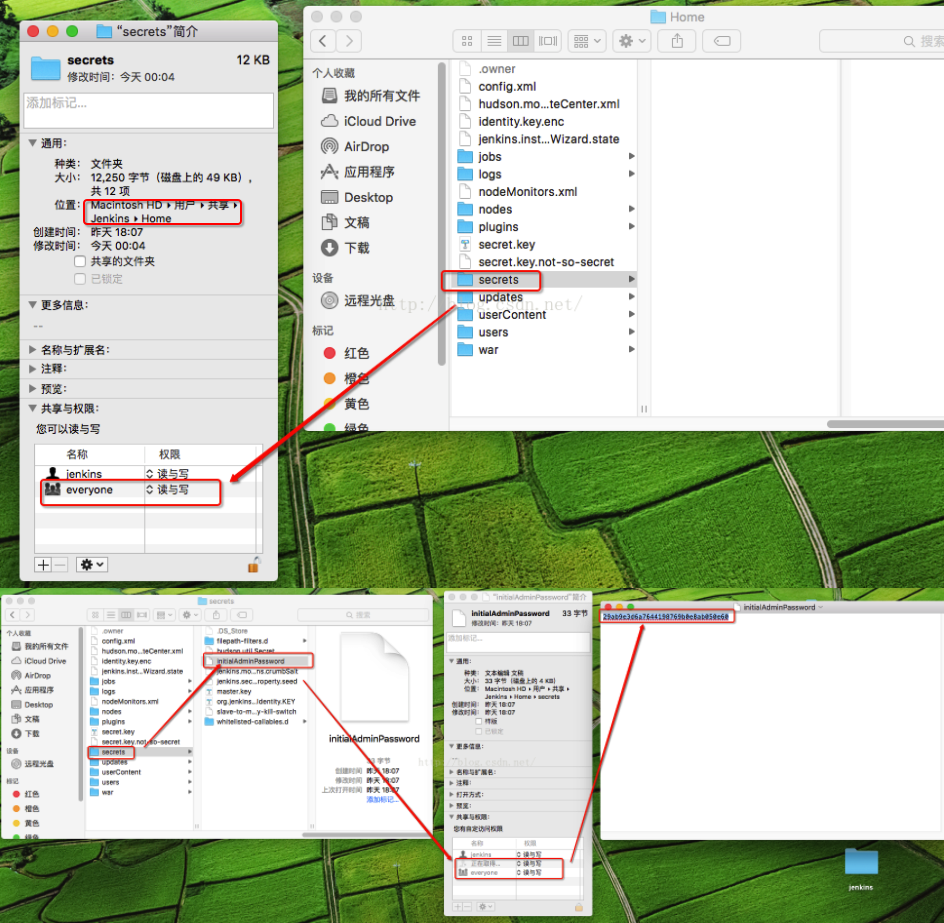 “secrets”简介
secrets 12 KB
修改时间：今天 00:04
添加标记...
通用:
种类: 文件夹
大小: 12,250 字节（磁盘上的 49 KB），
共 12 项
位置: Macintosh HD ▸ 用户 ▸ 共享 ▸
Jenkins ▸ Home
创建时间: 昨天 18:07
修改时间: 今天 00:04
共享的文件夹
已锁定
更多信息:
--
名称与扩展名:
注释:
预览:
共享与权限:
您可以读与写
名称 权限
jenkins 读与写
everyone 读与写
Home
搜索
个人收藏
我的所有文件
iCloud Drive
AirDrop
应用程序
Desktop
文稿
下载
设备
远程光盘
标记
红色
橙色
黄色
绿色
.owner
config.xml
hudson.mo...teCenter.xml
identity.key.enc
jenkins.inst...Wizard.state
jobs
logs
nodeMonitors.xml
nodes
plugins
secret.key
secret.key.not-so-secret
secrets
updates
userContent
users
war
http://blog.csdn.net/
secrets
搜索
个人收藏
我的所有文件
iCloud Drive
AirDrop
应用程序
Desktop
文稿
下载
设备
远程光盘
标记
红色
橙色
黄色
绿色
.owner
config.xml
hudson.mo...teCenter.xml
identity.key.enc
jenkins.inst...Wizard.state
jobs
logs
nodeMonitors.xml
nodes
plugins
secret.key
secret.key.not-so-secret
secrets
updates
userContent
users
war
.DS_Store
filepath-filters.d
hudson.util.Secret
initialAdminPassword
jenkins.mo...ns.crumbSalt
jenkins.sec...roperty.seed
master.key
org.jenkins...Identity.KEY
slave-to-m...y-kill-switch
whitelisted-callables.d
initialAdminPassword
33 字节
创建时间 昨天 18:07
修改时间 昨天 18:07
上次打开时间 昨天 18:07
添加标记...
“initialAdminPassword”简介
initialAdminPassword 33 字节
修改时间：昨天 18:07
添加标记...
通用:
种类: 文本编辑 文稿
大小: 33 字节（磁盘上的 4 KB）
位置: Macintosh HD ▸ 用户 ▸ 共享 ▸
Jenkins ▸ Home ▸ secrets
创建时间: 昨天 18:07
修改时间: 昨天 18:07
样版
已锁定
更多信息:
--
名称与扩展名:
注释:
打开方式:
预览:
共享与权限:
您有自定访问权限
名称 权限
jenkins 读与写
正在取得... 读与写
everyone 读与写
http://blog.csdn.net/
initialAdminPassword
jenkins